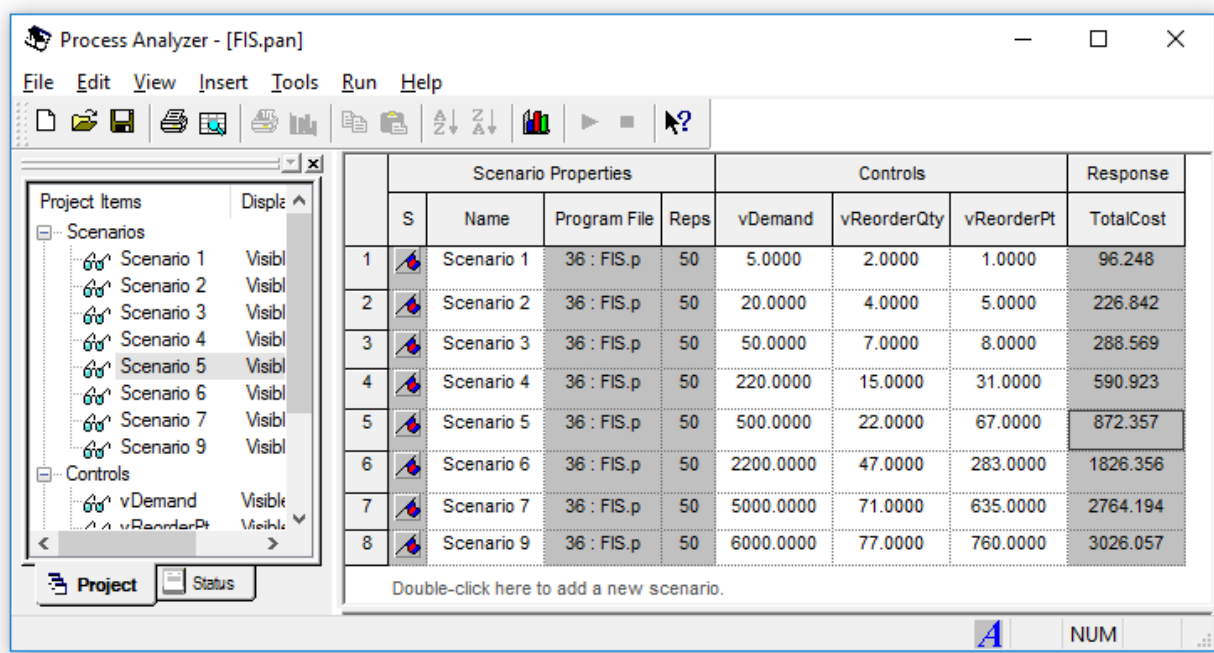 Process Analyzer - [FIS.pan]
File Edit View Insert Tools Run Help
Project Items Displa
Scenarios
Scenario 1 Visibl
Scenario 2 Visibl
Scenario 3 Visibl
Scenario 4 Visibl
Scenario 5 Visibl
Scenario 6 Visibl
Scenario 7 Visibl
Scenario 9 Visibl
Controls
vDemand Visible
vReorderPt Visible
Project Status
Scenario Properties Controls Response
S Name Program File Reps vDemand vReorderQty vReorderPt TotalCost
1 Scenario 1 36 : FIS.p 50 5.0000 2.0000 1.0000 96.248
2 Scenario 2 36 : FIS.p 50 20.0000 4.0000 5.0000 226.842
3 Scenario 3 36 : FIS.p 50 50.0000 7.0000 8.0000 288.569
4 Scenario 4 36 : FIS.p 50 220.0000 15.0000 31.0000 590.923
5 Scenario 5 36 : FIS.p 50 500.0000 22.0000 67.0000 872.357
6 Scenario 6 36 : FIS.p 50 2200.0000 47.0000 283.0000 1826.356
7 Scenario 7 36 : FIS.p 50 5000.0000 71.0000 635.0000 2764.194
8 Scenario 9 36 : FIS.p 50 6000.0000 77.0000 760.0000 3026.057
Double-click here to add a new scenario.
A NUM